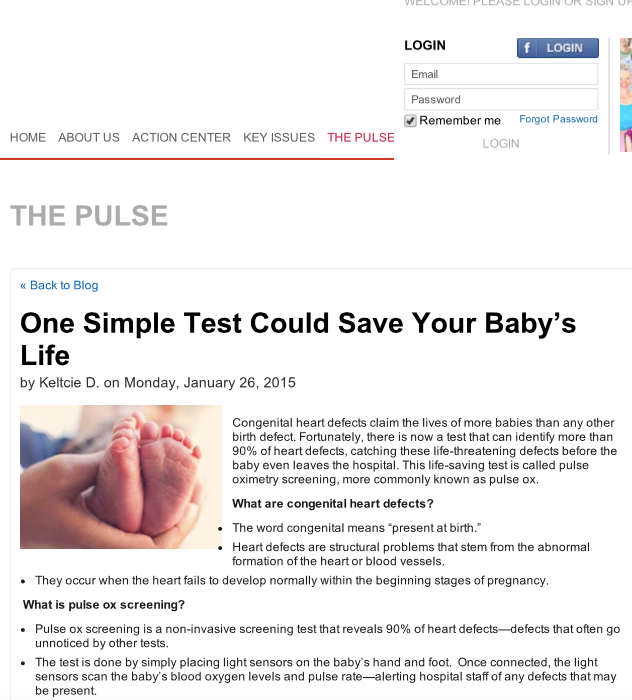 WELCOME! PLEASE LOGIN OR SIGN UP
LOGIN
f LOGIN
Email
Password
Remember me Forgot Password
LOGIN
HOME ABOUT US ACTION CENTER KEY ISSUES THE PULSE
THE PULSE
« Back to Blog
One Simple Test Could Save Your Baby’s
Life
by Keltcie D. on Monday, January 26, 2015
Congenital heart defects claim the lives of more babies than any other
birth defect. Fortunately, there is now a test that can identify more than
90% of heart defects, catching these life-threatening defects before the
baby even leaves the hospital. This life-saving test is called pulse
oximetry screening, more commonly known as pulse ox.
What are congenital heart defects?
• The word congenital means “present at birth.”
• Heart defects are structural problems that stem from the abnormal
formation of the heart or blood vessels.
• They occur when the heart fails to develop normally within the beginning stages of pregnancy.
What is pulse ox screening?
• Pulse ox screening is a non-invasive screening test that reveals 90% of heart defects—defects that often go
unnoticed by other tests.
• The test is done by simply placing light sensors on the baby’s hand and foot.  Once connected, the light
sensors scan the baby’s blood oxygen levels and pulse rate—alerting hospital staff of any defects that may
be present.